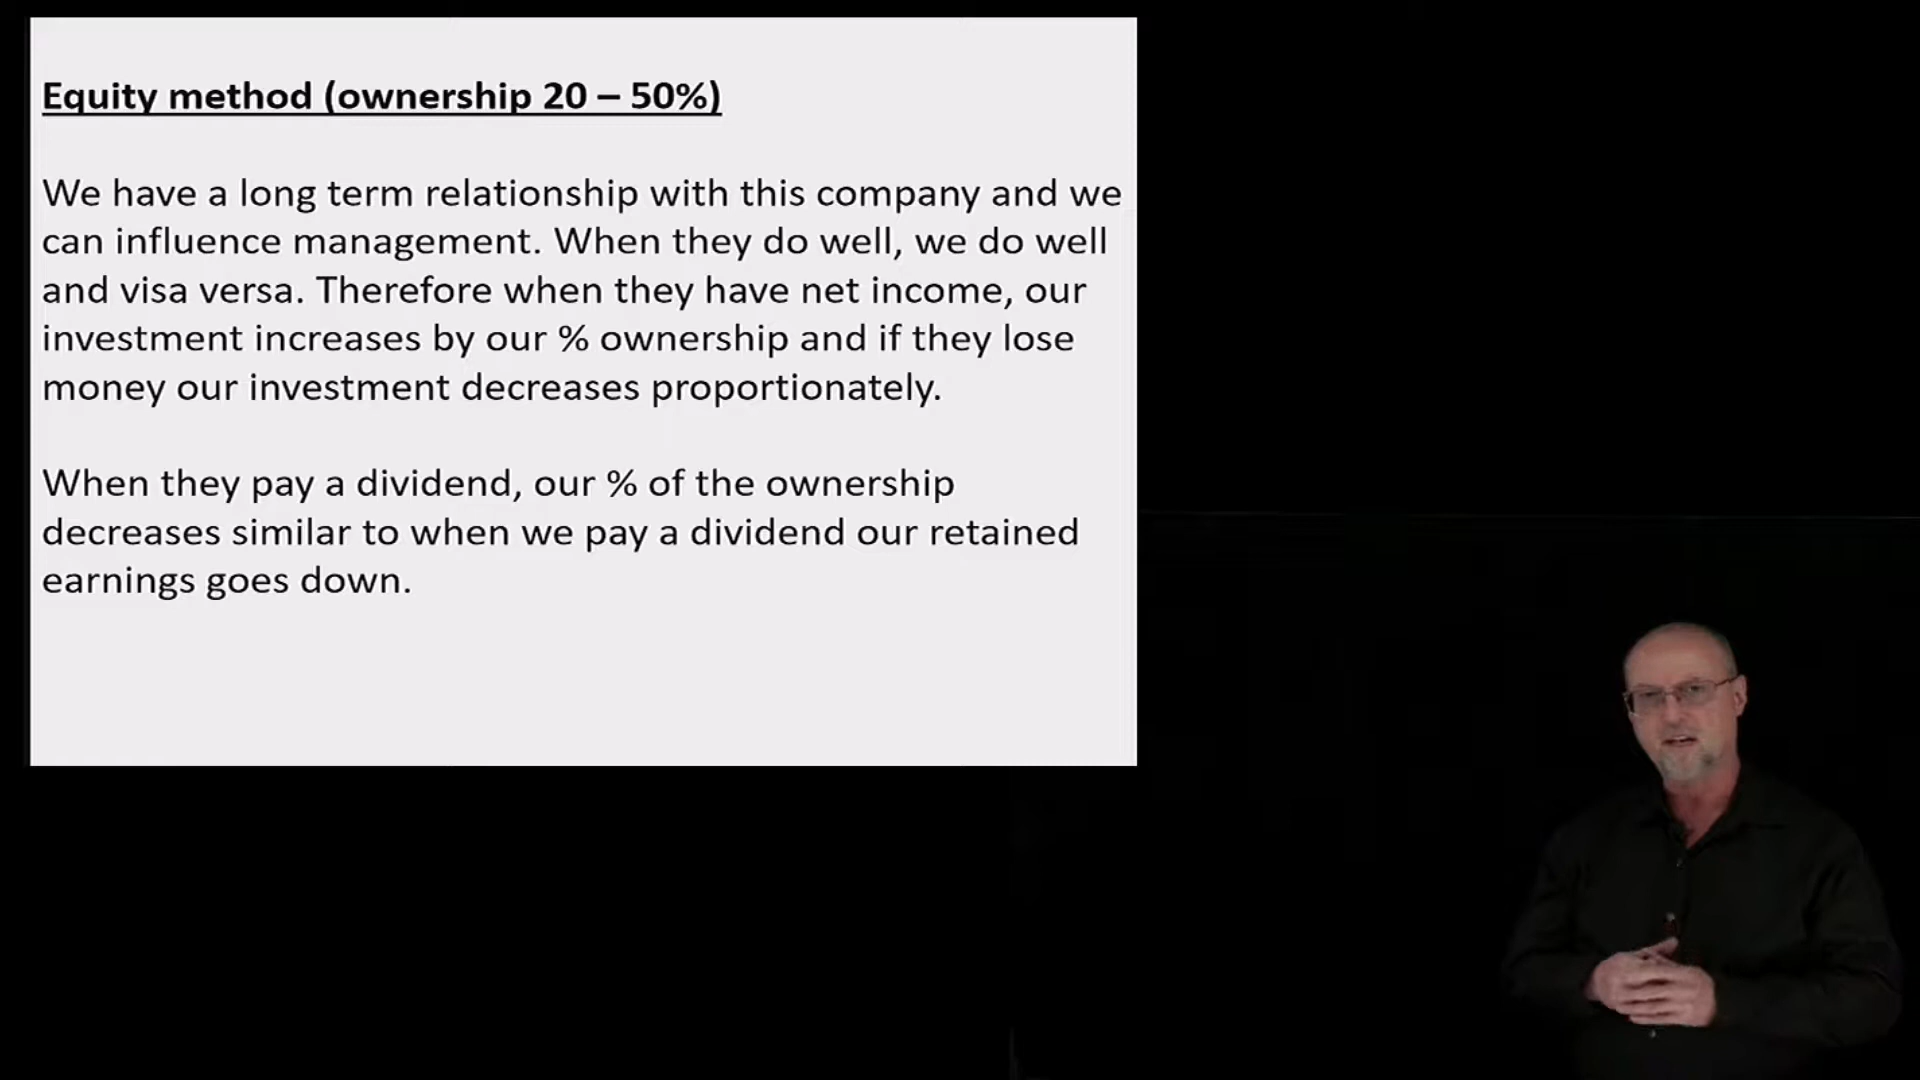 Equity method (ownership 20 – 50%)
We have a long term relationship with this company and we
can influence management. When they do well, we do well
and visa versa. Therefore when they have net income, our
investment increases by our % ownership and if they lose
money our investment decreases proportionately.
When they pay a dividend, our % of the ownership
decreases similar to when we pay a dividend our retained
earnings goes down.